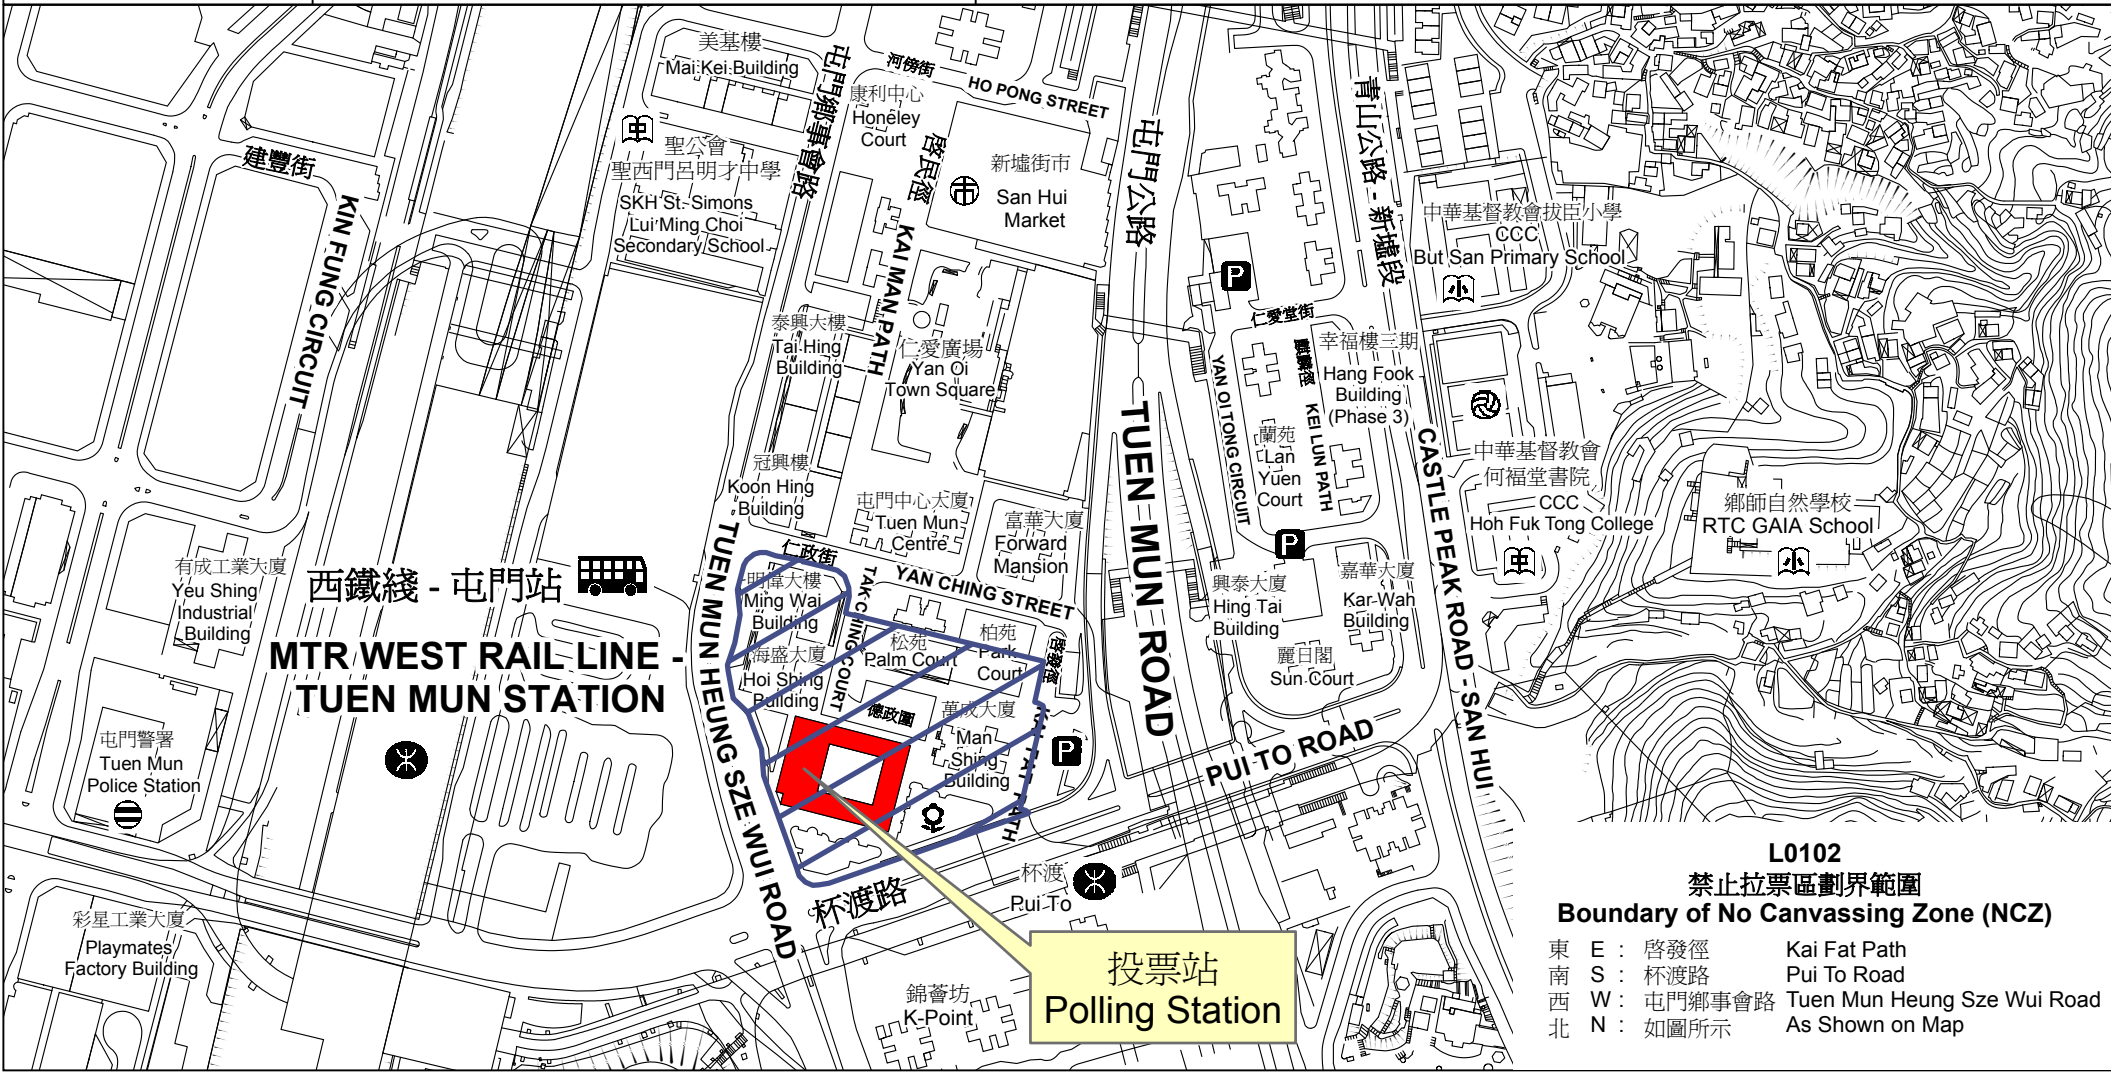 美基樓
Mai Kei Building
屯門鄉事會路
河傍街
HO PONG STREET
康利中心
Honeley
Court
啓民徑
KAI MAN PATH
新墟街市
San Hui
Market
市
屯門公路
青山公路 - 新墟段
建豐街
KIN FUNG CIRCUIT
中
聖公會
聖西門呂明才中學
SKH St. Simons
Lui Ming Choi
Secondary School
中華基督教會拔臣小學
CCC
But San Primary School
小
P
仁愛堂街
泰興大樓
Tai Hing
Building
仁愛廣場
Yan Oi
Town Square
YAN OI TONG CIRCUIT
麒麟徑
KEI LUN PATH
幸福樓三期
Hang Fook
Building
(Phase 3)
蘭苑
Lan
Yuen
Court
TUEN MUN ROAD
CASTLE PEAK ROAD - SAN HUI
中華基督教會
何福堂書院
CCC
Hoh Fuk Tong College
中
鄉師自然學校
RTC GAIA School
小
冠興樓
Koon Hing
Building
屯門中心大廈
Tuen Mun
Centre
富華大廈
Forward
Mansion
P
有成工業大廈
Yeu Shing
Industrial
Building
西鐵綫 - 屯門站
MTR WEST RAIL LINE -
TUEN MUN STATION
TUEN MUN HEUNG SZE WUI ROAD
仁政街
YAN CHING STREET
明偉大樓
Ming Wai
Building
TAK CHING COURT
海盛大廈
Hoi Shing
Building
松苑
Palm Court
柏苑
Park
Court
啓發徑
KAI FAT PATH
興泰大廈
Hing Tai
Building
嘉華大廈
Kar Wah
Building
麗日閣
Sun Court
德政圍
萬成大廈
Man
Shing
Building
P
PUI TO ROAD
屯門警署
Tuen Mun
Police Station
杯渡路
杯渡
Pui To
彩星工業大廈
Playmates
Factory Building
錦薈坊
K-Point
投票站
Polling Station
L0102
禁止拉票區劃界範圍
Boundary of No Canvassing Zone (NCZ)
東 E : 啓發徑 Kai Fat Path
南 S : 杯渡路 Pui To Road
西 W : 屯門鄉事會路 Tuen Mun Heung Sze Wui Road
北 N : 如圖所示 As Shown on Map